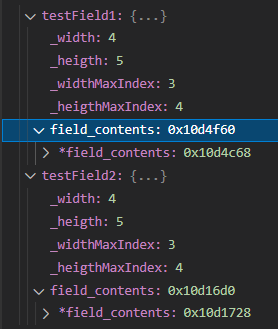 testField1: {...}
_width: 4
_heigth: 5
_widthMaxIndex: 3
_heigthMaxIndex: 4
field_contents: 0x10d4f60
*field_contents: 0x10d4c68
testField2: {...}
_width: 4
_heigth: 5
_widthMaxIndex: 3
_heigthMaxIndex: 4
field_contents: 0x10d16d0
*field_contents: 0x10d1728